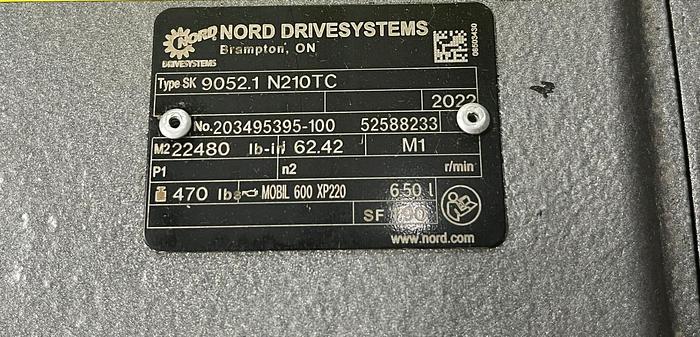 NORD DRIVESYSTEMS
NORD
DRIVESYSTEMS
Brampton, ON
Type SK 9052.1 N210TC
2022
No. 203495395-100 52588233
M2 22480 lb-in 62.42 M1
P1 n2 r/min
470 lbs MOBIL 600 XP220 6.50 l
SF
www.nord.com